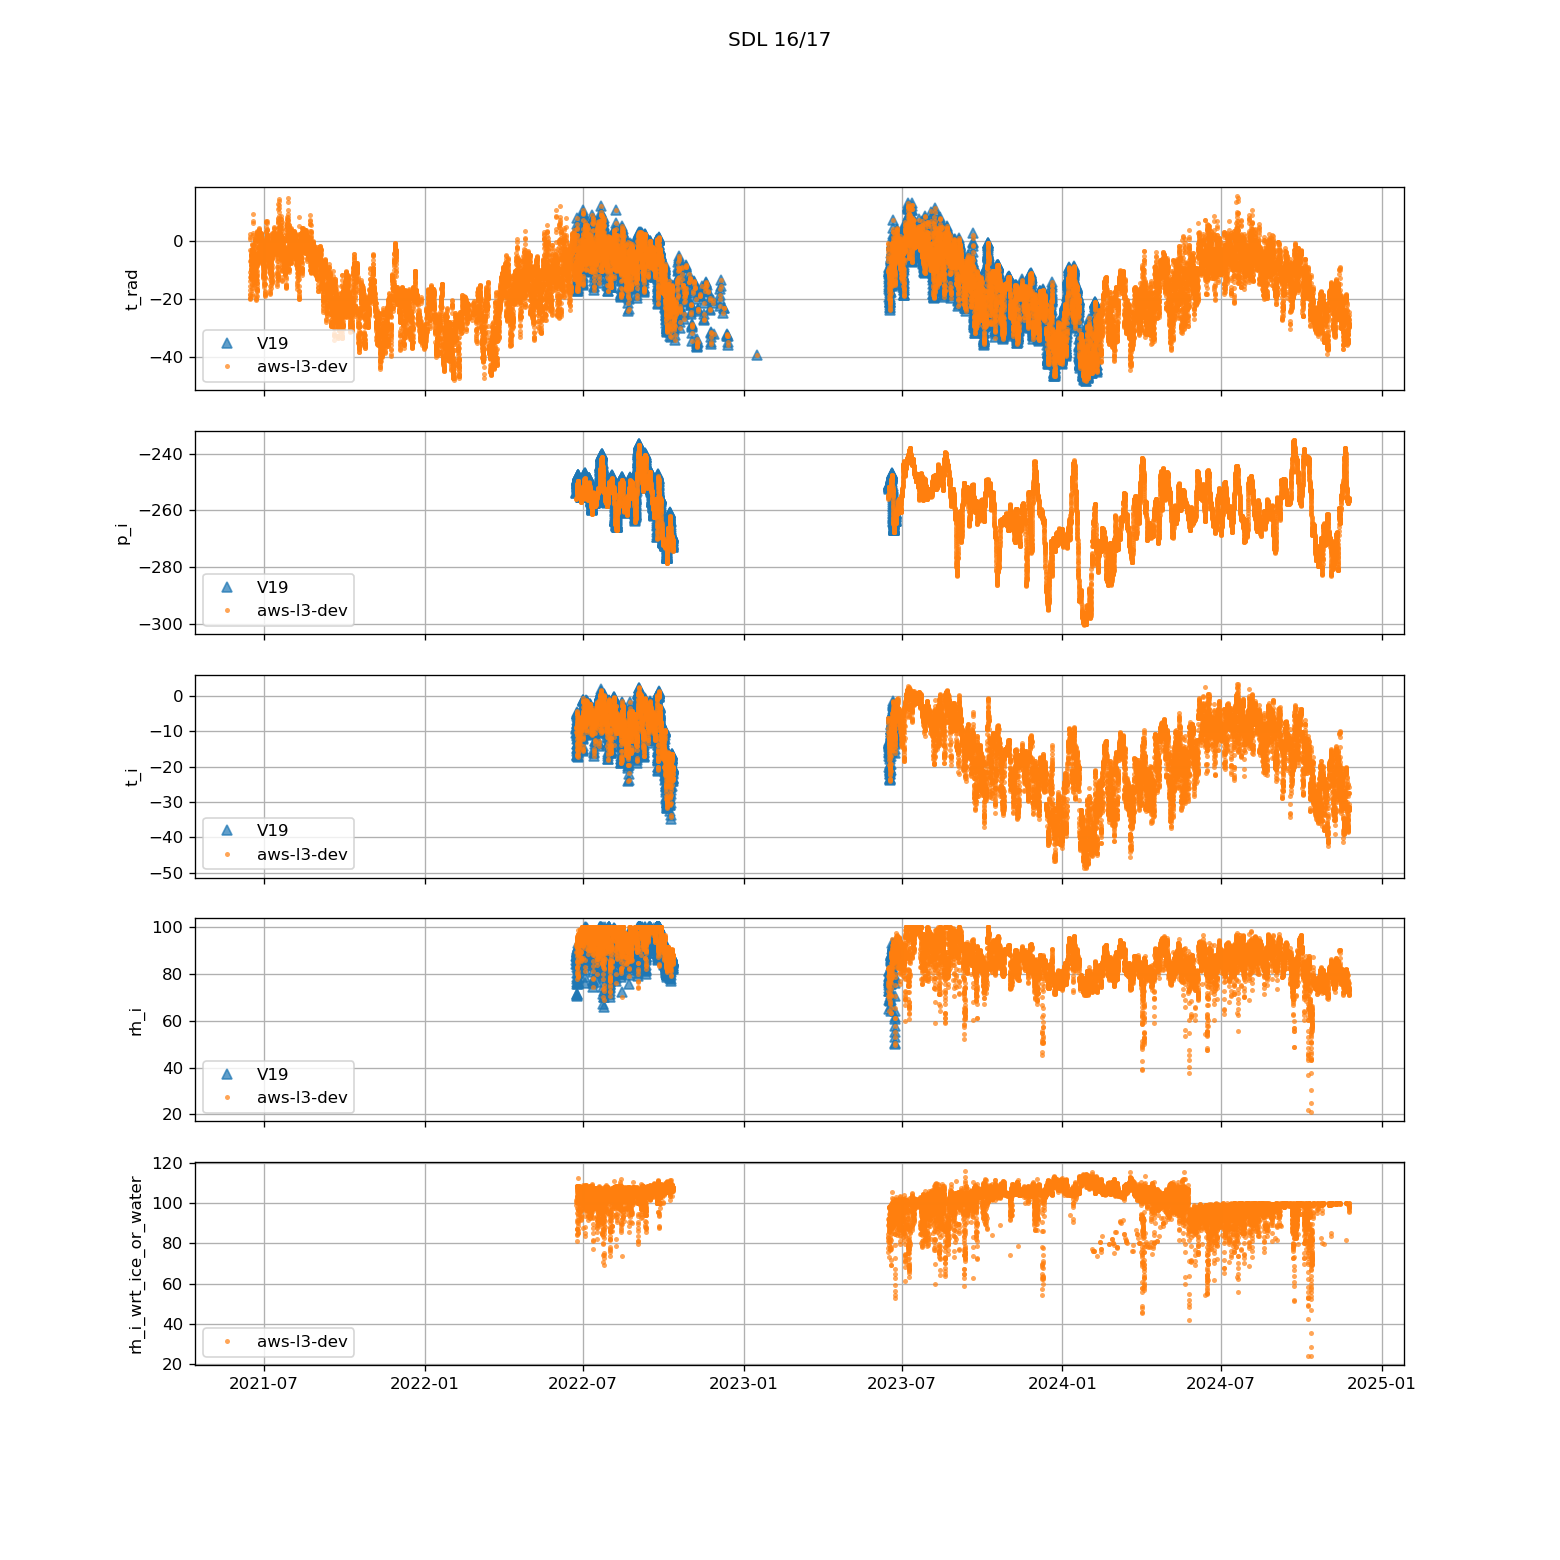 SDL 16/17
0
−20
−40
t_rad
V19
aws-l3-dev
−240
−260
−280
−300
p_i
V19
aws-l3-dev
0
−10
−20
−30
−40
−50
t_i
V19
aws-l3-dev
100
80
60
40
20
rh_i
V19
aws-l3-dev
120
100
80
60
40
20
rh_i_wrt_ice_or_water
aws-l3-dev
2021-07 2022-01 2022-07 2023-01 2023-07 2024-01 2024-07 2025-01